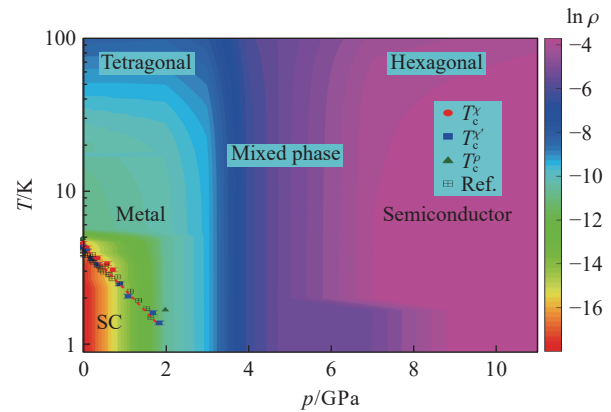 ln ρ
100
10
1
T/K
Tetragonal
Hexagonal
T_c^χ
T_c^χ′
T_c^ρ
Ref.
Mixed phase
Metal
Semiconductor
SC
0
2
4
6
8
10
p/GPa
−4
−6
−8
−10
−12
−14
−16